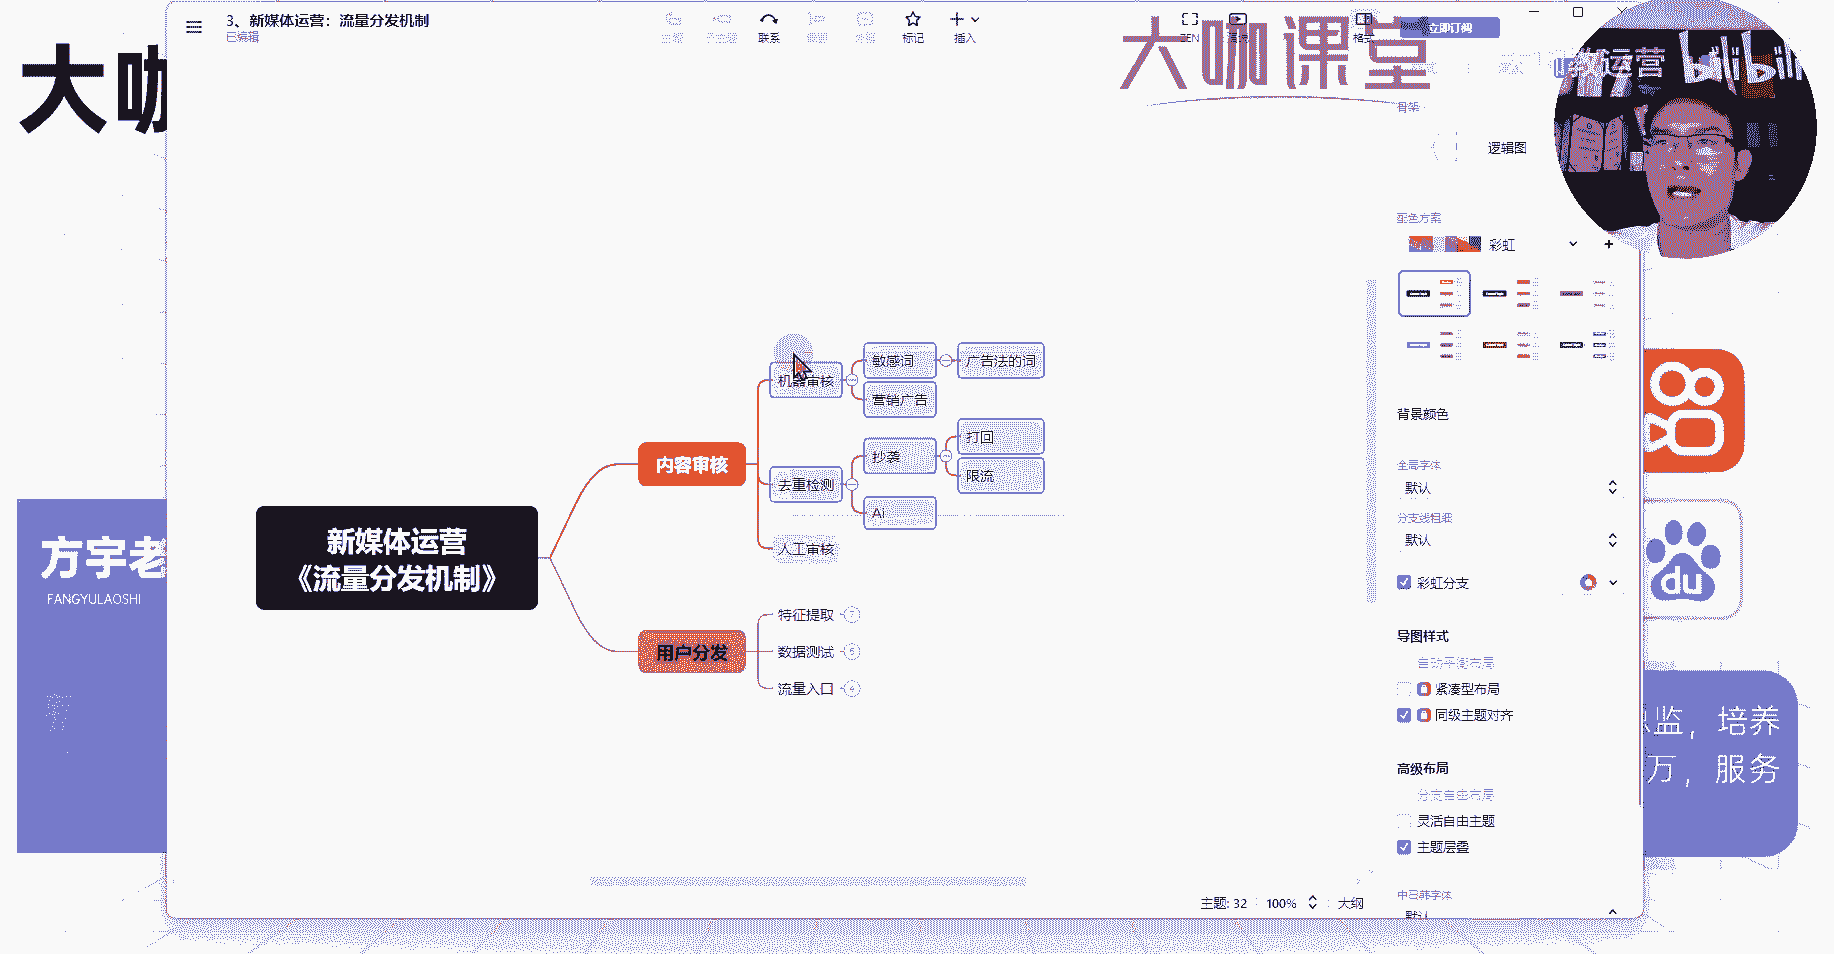 3、新媒体运营：流量分发机制
已编辑
联系
标记
插入
ZEN
格式
立即订阅
大咖课堂
运营 bilibili
大咖
骨架
逻辑图
配色方案
彩虹
背景颜色
全局字体
默认
分支线粗细
默认
彩虹分支
导图样式
自动平衡布局
紧凑型布局
同级主题对齐
高级布局
分支自由布局
灵活自由主题
主题层叠
中日韩字体
默认
新媒体运营
《流量分发机制》
内容审核
机器审核
敏感词
广告法的词
营销广告
去重检测
抄袭
打回
限流
AI
人工审核
用户分发
特征提取
数据测试
5
流量入口
4
方宇老
FANGYULAOSHI
du
监，培养
万，服务
主题: 32
100%
大纲